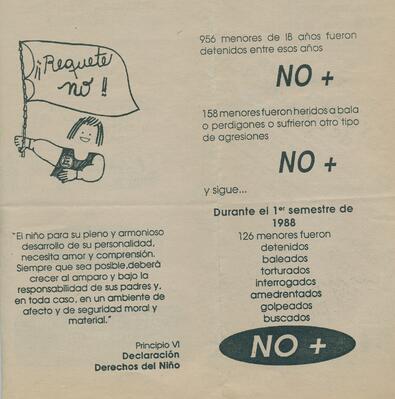 ¡¡Requete
no!
"El niño para su pleno y armonioso
desarrollo de su personalidad,
necesita amor y comprensión.
Siempre que sea posible,deberá
crecer al amparo y bajo la
responsabilidad de sus padres y,
en toda caso, en un ambiente de
afecto y de seguridad moral y
material."
Principio VI
Declaración
Derechos del Niño
956 menores de 18 años fueron
detenidos entre esos años
NO +
158 menores fueron heridos a bala
o perdigones o sufrieron otro tipo
de agresiones
NO +
y sigue...
Durante el 1er semestre de
1988
126 menores fueron
detenidos
baleados
torturados
interrogados
amedrentados
golpeados
buscados
NO +